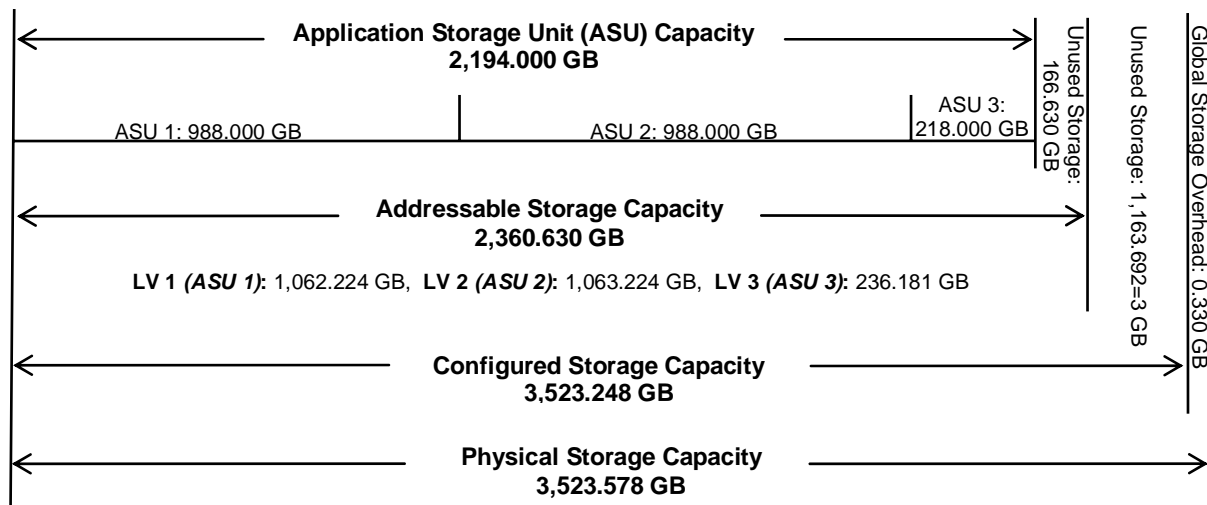 Application Storage Unit (ASU) Capacity
2,194.000 GB
ASU 1: 988.000 GB
ASU 2: 988.000 GB
ASU 3:
218.000 GB
Unused Storage:
166.630 GB
Unused Storage: 1,163.692=3 GB
Global Storage Overhead: 0.330 GB
Addressable Storage Capacity
2,360.630 GB
LV 1 (ASU 1): 1,062.224 GB, LV 2 (ASU 2): 1,063.224 GB, LV 3 (ASU 3): 236.181 GB
Configured Storage Capacity
3,523.248 GB
Physical Storage Capacity
3,523.578 GB